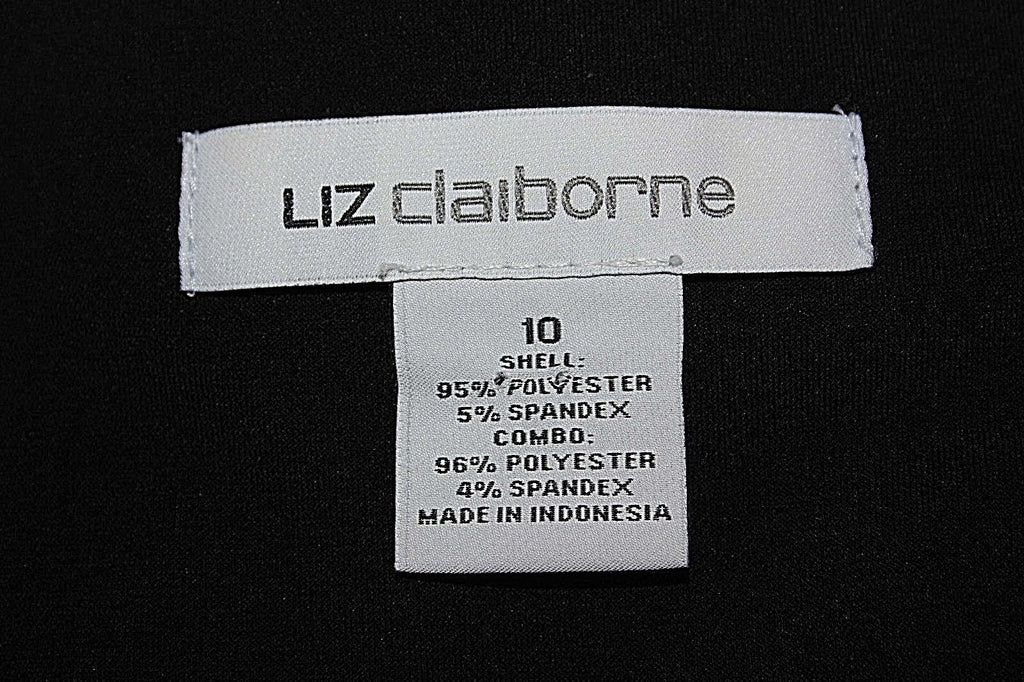 LIZ claiborne
10
SHELL:
95% POLYESTER
5% SPANDEX
COMBO:
96% POLYESTER
4% SPANDEX
MADE IN INDONESIA